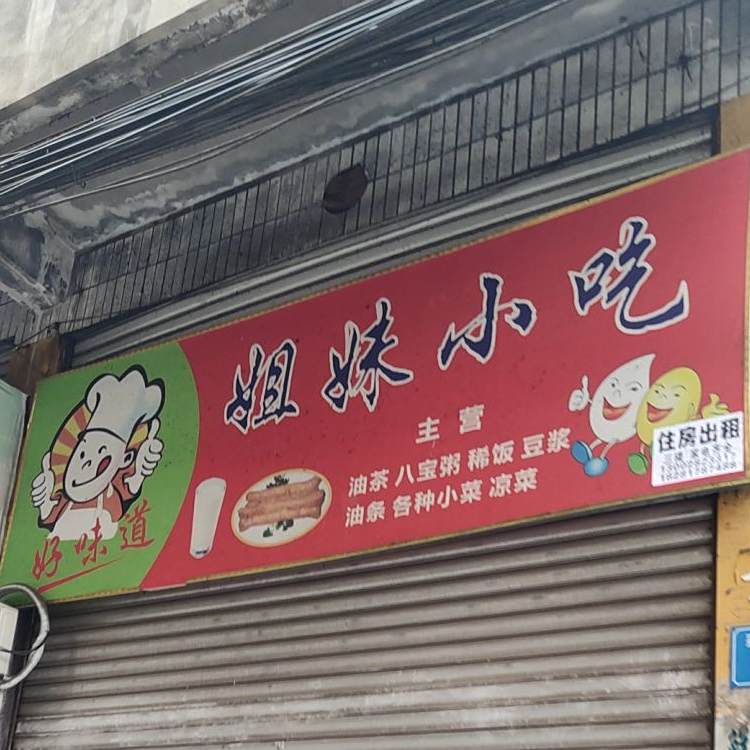 姐妹小吃
主营
油茶 八宝粥 稀饭 豆浆
油条 各种小菜 凉菜
好味道
住房出租